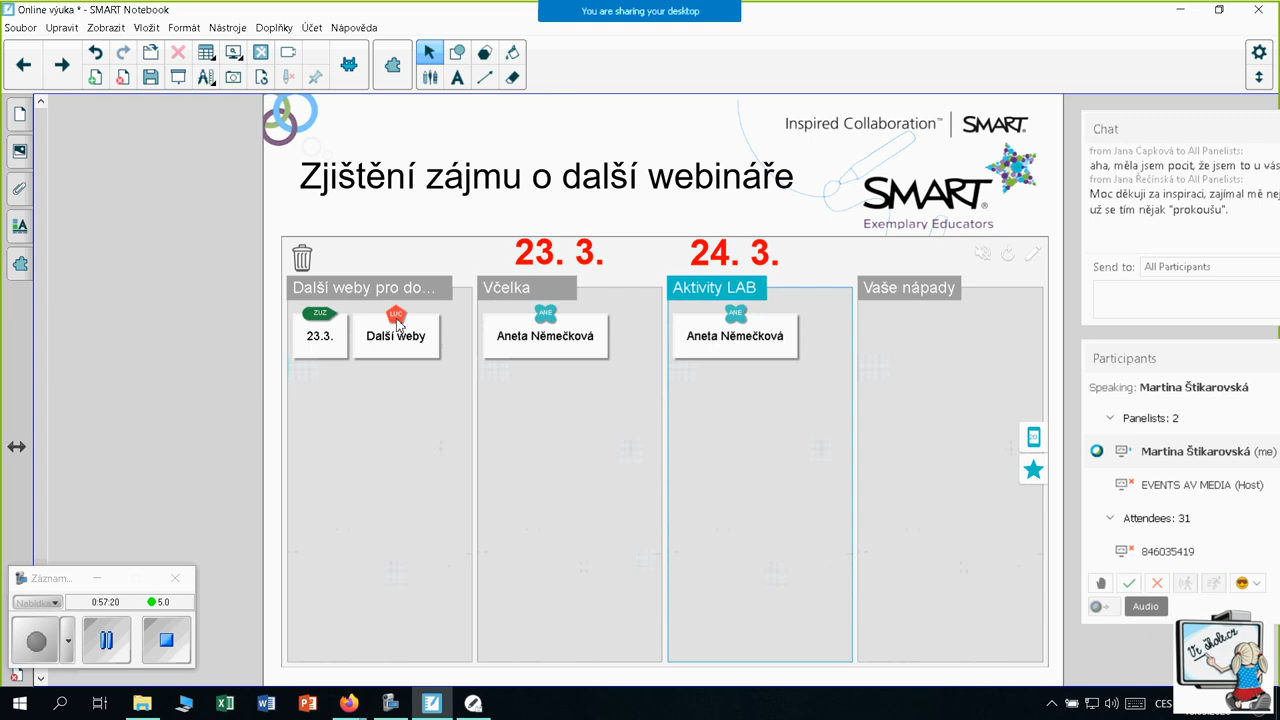 Online výuka * - SMART Notebook
You are sharing your desktop
Soubor Upravit Zobrazit Vložit Formát Nástroje Doplňky Účet Nápověda
Inspired Collaboration™ SMART
Zjištění zájmu o další webináře
SMART
Exemplary Educators
23. 3.
24. 3.
Další weby pro do...
Včelka
Aktivity LAB
Vaše nápady
ZUZ
LUC
ANE
ANE
23.3.
Další weby
Aneta Němečková
Aneta Němečková
Chat
from Jana Čapková to All Panelists:
aha, měla jsem pocit, že jsem to u vás
from Jana Řečínská to All Panelists:
Moc děkuji za inspiraci, zajímal mě nej
už se tím nějak "prokoušu".
Send to: All Participants
Participants
Speaking: Martina Štikarovská
Panelists: 2
Martina Štikarovská (me)
EVENTS AV MEDIA (Host)
Attendees: 31
846035419
Audio
Záznam...
Nabídka
0:57:20
5.0
Ve škole.cz
CES